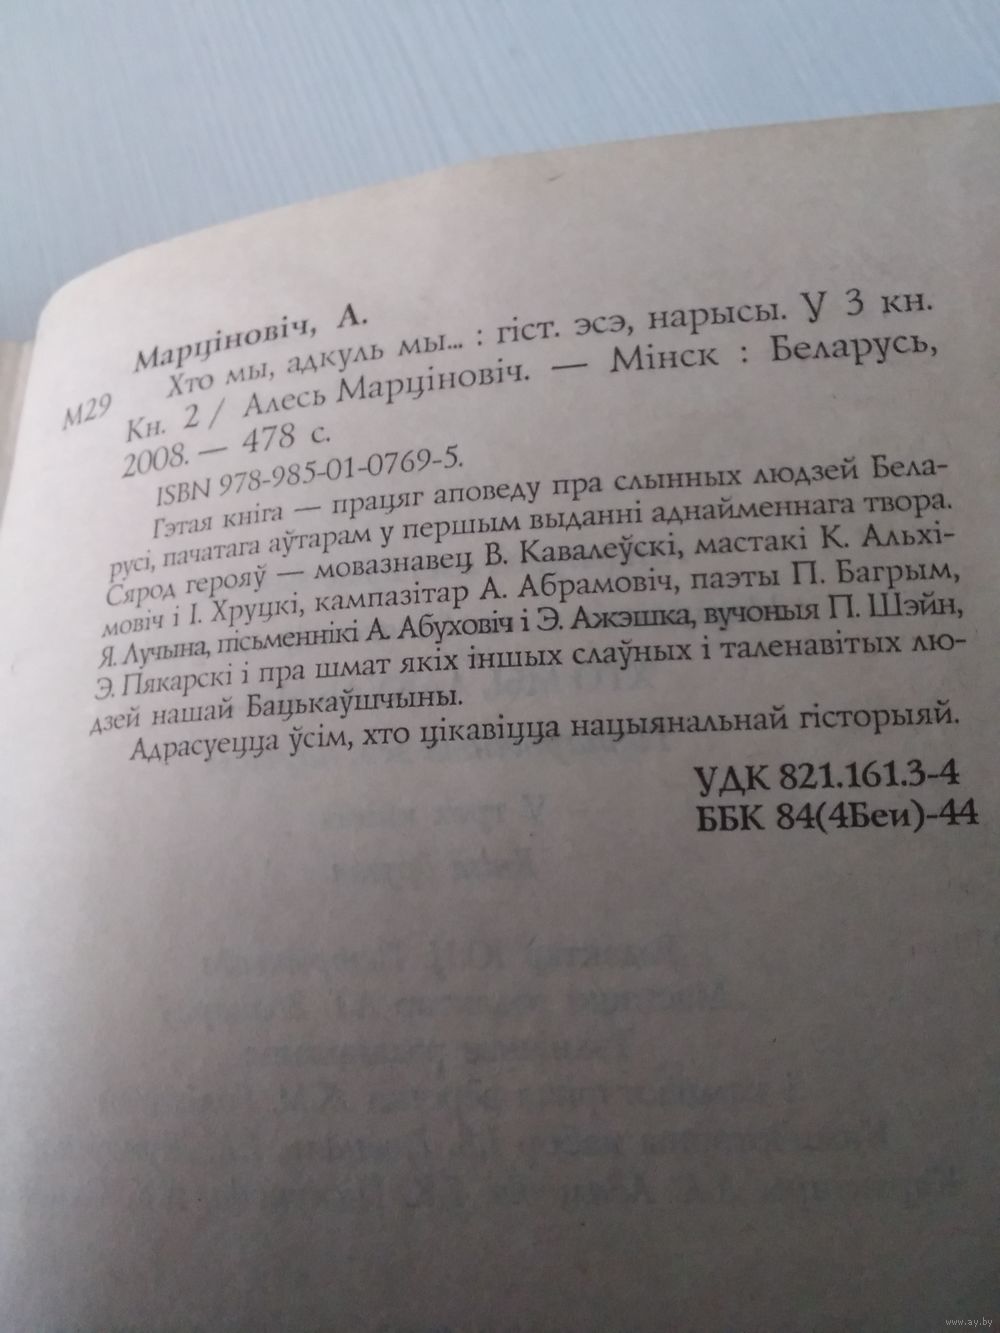 Марціновіч, А.
М29
Хто мы, адкуль мы... : гіст. эсэ, нарысы. У 3 кн.
Кн. 2 / Алесь Марціновіч. — Мінск : Беларусь,
2008. — 478 с.
ISBN 978-985-01-0769-5.
Гэтая кніга — працяг аповеду пра слынных людзей Бела-
русі, пачатага аўтарам у першым выданні аднайменнага твора.
Сярод герояў — мовазнавец В. Кавалеўскі, мастакі К. Альхі-
мовіч і І. Хруцкі, кампазітар А. Абрамовіч, паэты П. Багрым,
Я. Лучына, пісьменнікі А. Абуховіч і Э. Ажэшка, вучоныя П. Шэйн,
Э. Пякарскі і пра шмат якіх іншых слаўных і таленавітых лю-
дзей нашай Бацькаўшчыны.
Адрасуецца ўсім, хто цікавіцца нацыянальнай гісторыяй.
УДК 821.161.3-4
ББК 84(4Беи)-44
www.ay.by